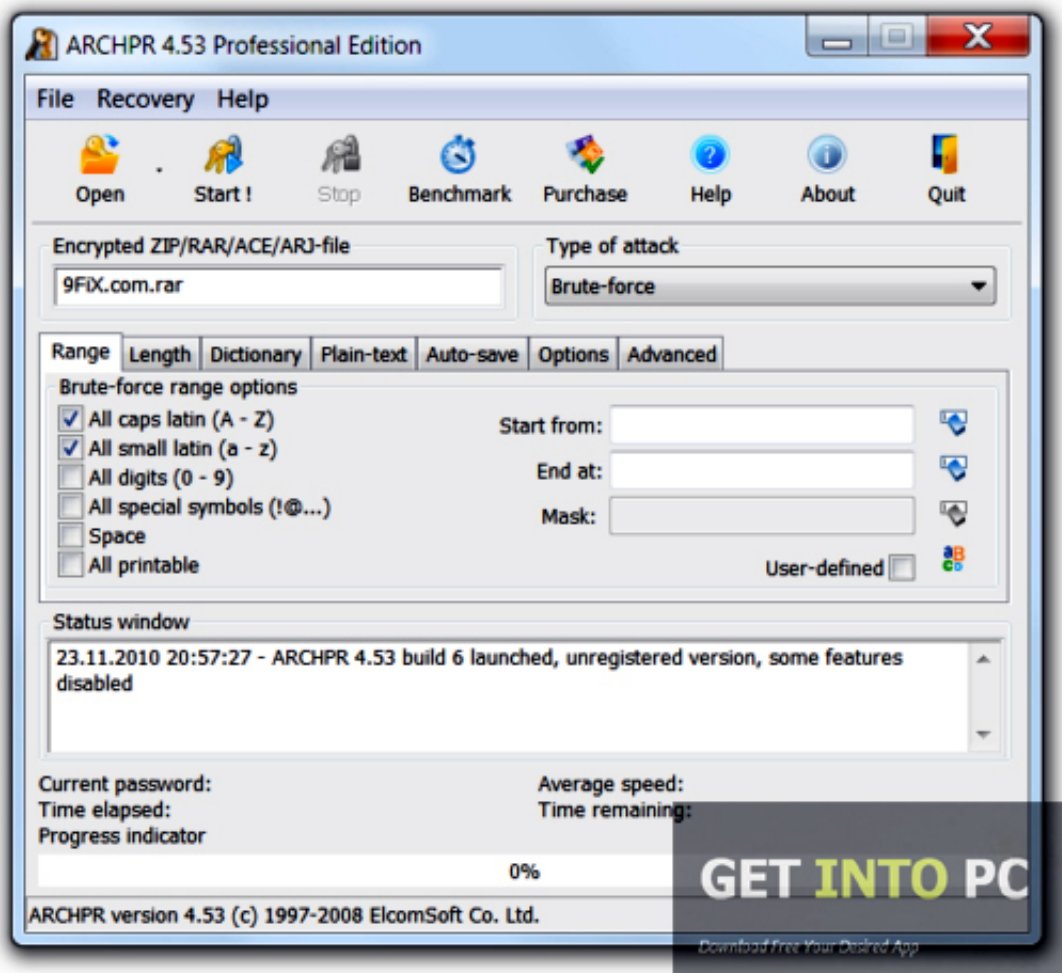 ARCHPR 4.53 Professional Edition
File Recovery Help
Open Start ! Stop Benchmark Purchase Help About Quit
Encrypted ZIP/RAR/ACE/ARJ-file
9FiX.com.rar
Type of attack
Brute-force
Range Length Dictionary Plain-text Auto-save Options Advanced
Brute-force range options
All caps latin (A - Z)
All small latin (a - z)
All digits (0 - 9)
All special symbols (!@...)
Space
All printable
Start from:
End at:
Mask:
User-defined
Status window
23.11.2010 20:57:27 - ARCHPR 4.53 build 6 launched, unregistered version, some features
disabled
Current password:
Average speed:
Time elapsed:
Time remaining:
Progress indicator
0%
ARCHPR version 4.53 (c) 1997-2008 ElcomSoft Co. Ltd.
GET INTO PC
Download Free Your Desired App